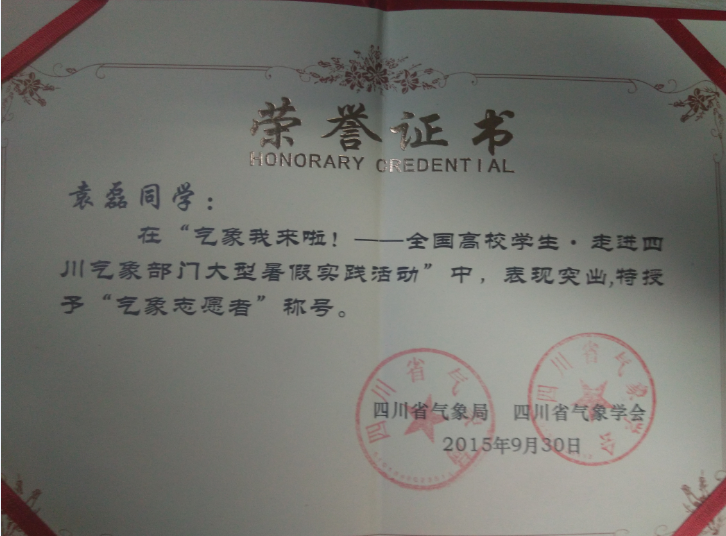 荣誉证书
HONORARY CREDENTIAL
袁磊同学：
在“气象我来啦！——全国高校学生·走进四
川气象部门大型暑假实践活动”中，表现突出,特授
予“气象志愿者”称号。
四川省气象局 四川省气象学会
2015年9月30日
四川省气象局
四川省气象学会